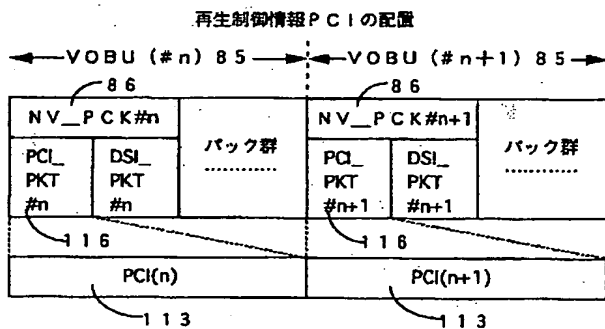 再生制御情報PCIの配置
VOBU (#n) 85
VOBU (#n+1) 85
86
86
NV_PCK#n
パック群
NV_PCK#n+1
パック群
PCI_
PKT
#n
DSI_
PKT
#n
PCI_
PKT
#n+1
DSI_
PKT
#n+1
116
116
PCI(n)
PCI(n+1)
113
113